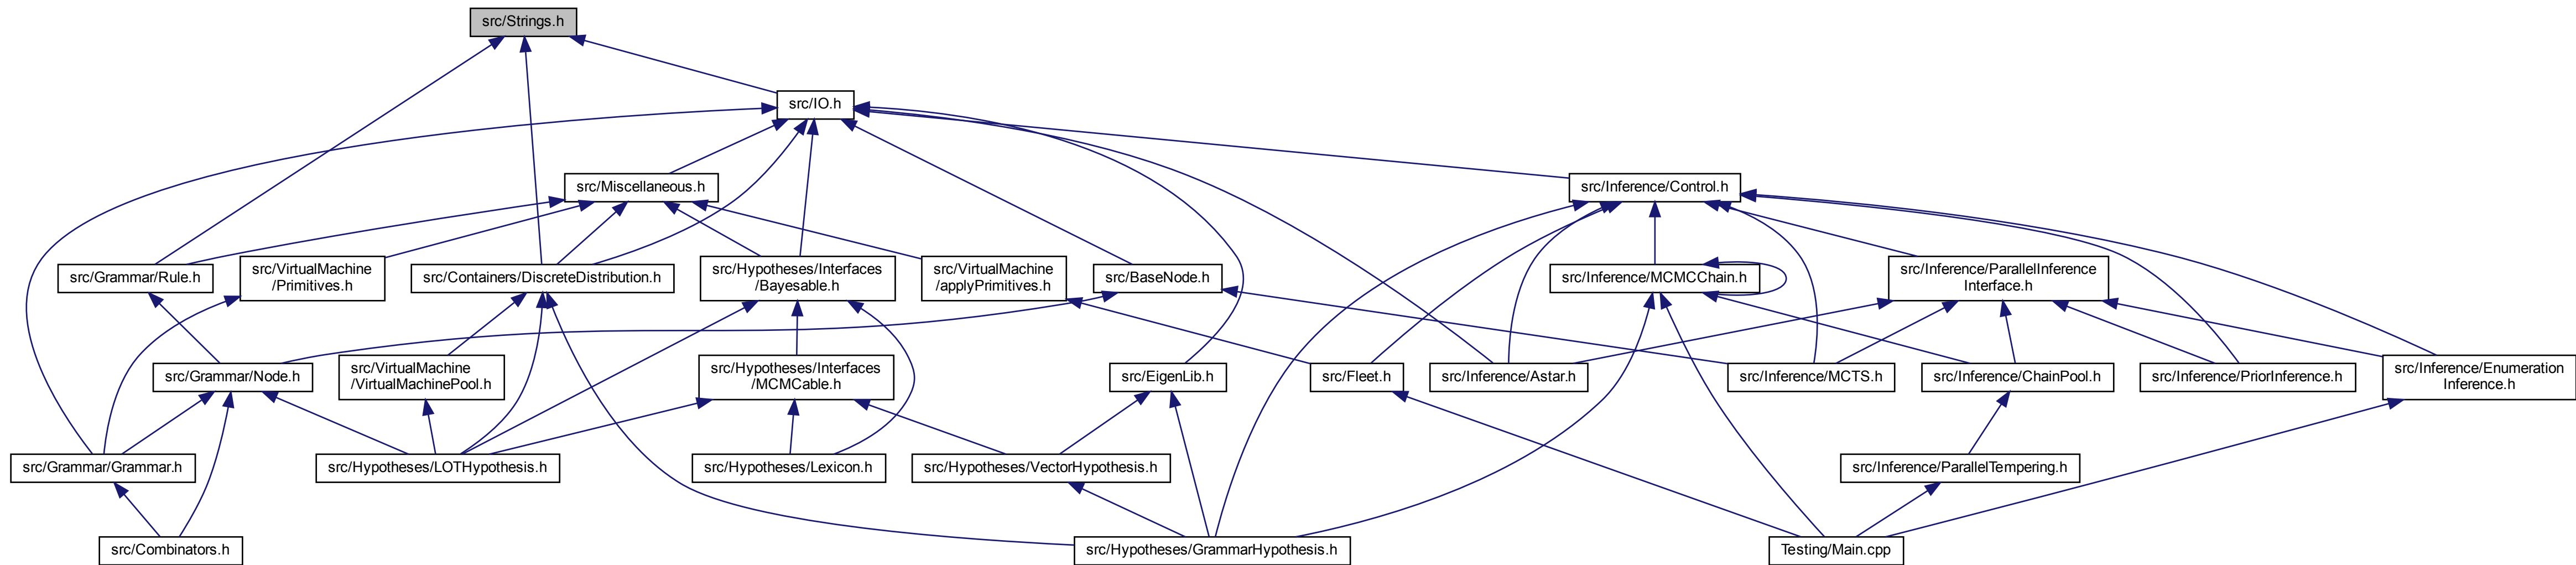 src/Strings.h
src/IO.h
src/Miscellaneous.h
src/Inference/Control.h
src/Grammar/Rule.h
src/VirtualMachine
/Primitives.h
src/Containers/DiscreteDistribution.h
src/Hypotheses/Interfaces
/Bayesable.h
src/VirtualMachine
/applyPrimitives.h
src/BaseNode.h
src/Inference/MCMCChain.h
src/Inference/ParallelInference
Interface.h
src/Grammar/Node.h
src/VirtualMachine
/VirtualMachinePool.h
src/Hypotheses/Interfaces
/MCMCable.h
src/EigenLib.h
src/Fleet.h
src/Inference/Astar.h
src/Inference/MCTS.h
src/Inference/ChainPool.h
src/Inference/PriorInference.h
src/Inference/Enumeration
Inference.h
src/Grammar/Grammar.h
src/Hypotheses/LOTHypothesis.h
src/Hypotheses/Lexicon.h
src/Hypotheses/VectorHypothesis.h
src/Inference/ParallelTempering.h
src/Combinators.h
src/Hypotheses/GrammarHypothesis.h
Testing/Main.cpp